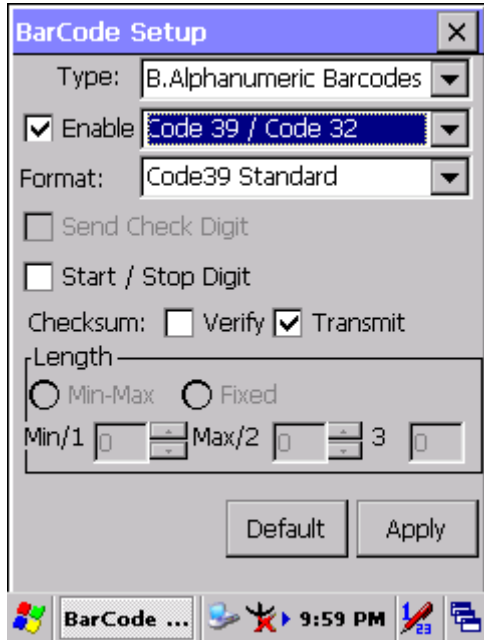 BarCode Setup
Type: B.Alphanumeric Barcodes
Enable Code 39 / Code 32
Format: Code39 Standard
Send Check Digit
Start / Stop Digit
Checksum: Verify Transmit
Length
Min-Max Fixed
Min/1 0 Max/2 0 3 0
Default Apply
BarCode ... 9:59 PM 23